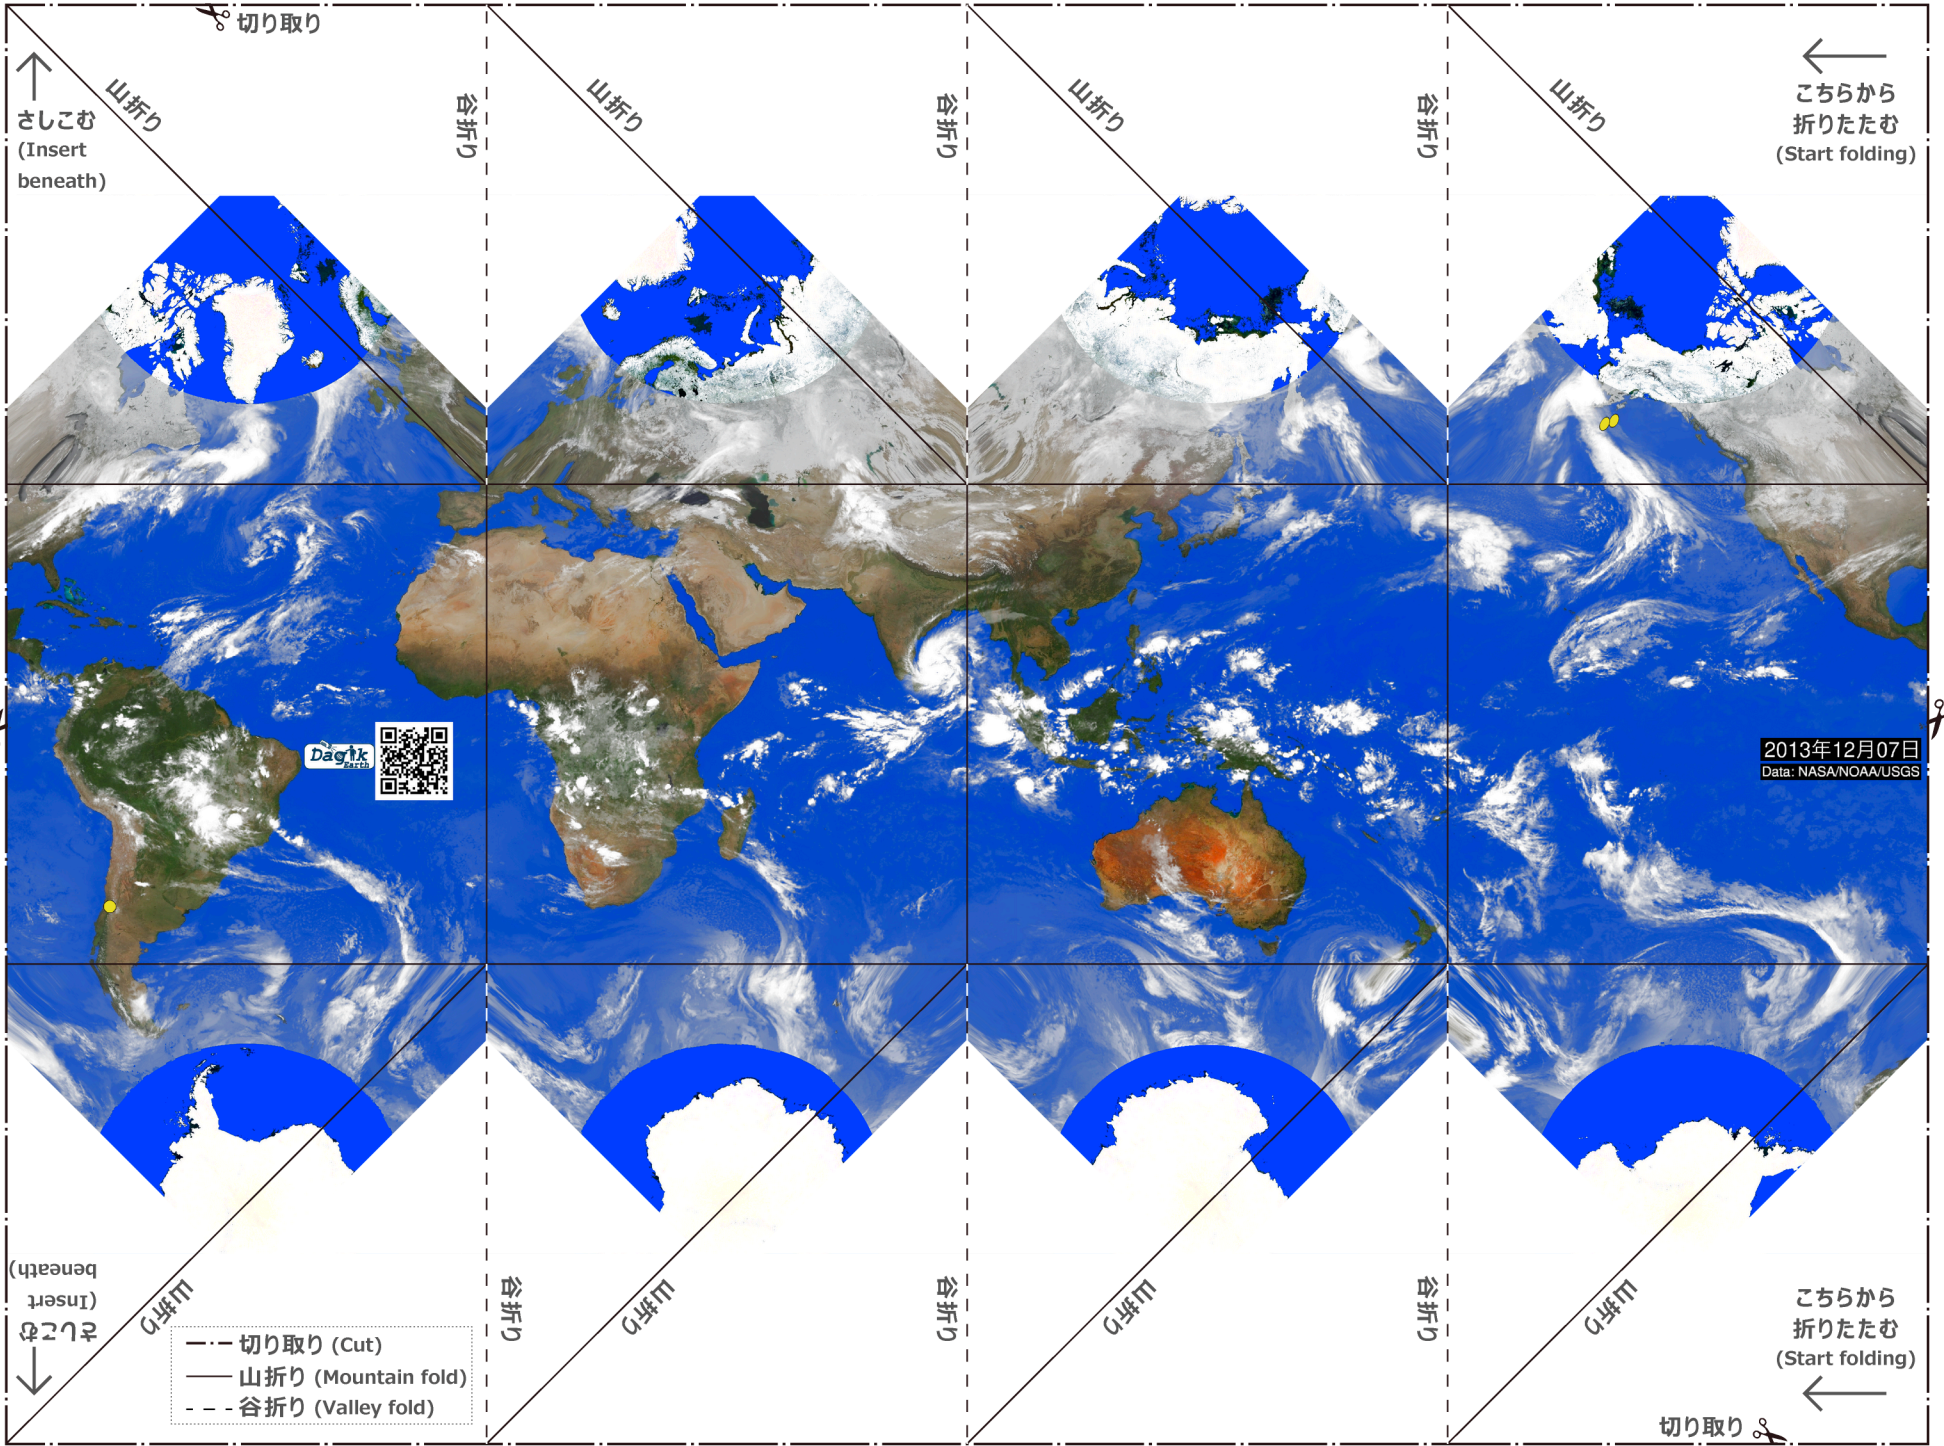 切り取り
山折り
谷折り
山折り
谷折り
山折り
谷折り
山折り
さしこむ
(Insert
beneath)
こちらから
折りたたむ
(Start folding)
Dagik
Earth
2013年12月07日
Data: NASA/NOAA/USGS
さしこむ
(Insert
beneath)
山折り
谷折り
山折り
谷折り
山折り
谷折り
山折り
こちらから
折りたたむ
(Start folding)
切り取り (Cut)
山折り (Mountain fold)
谷折り (Valley fold)
切り取り